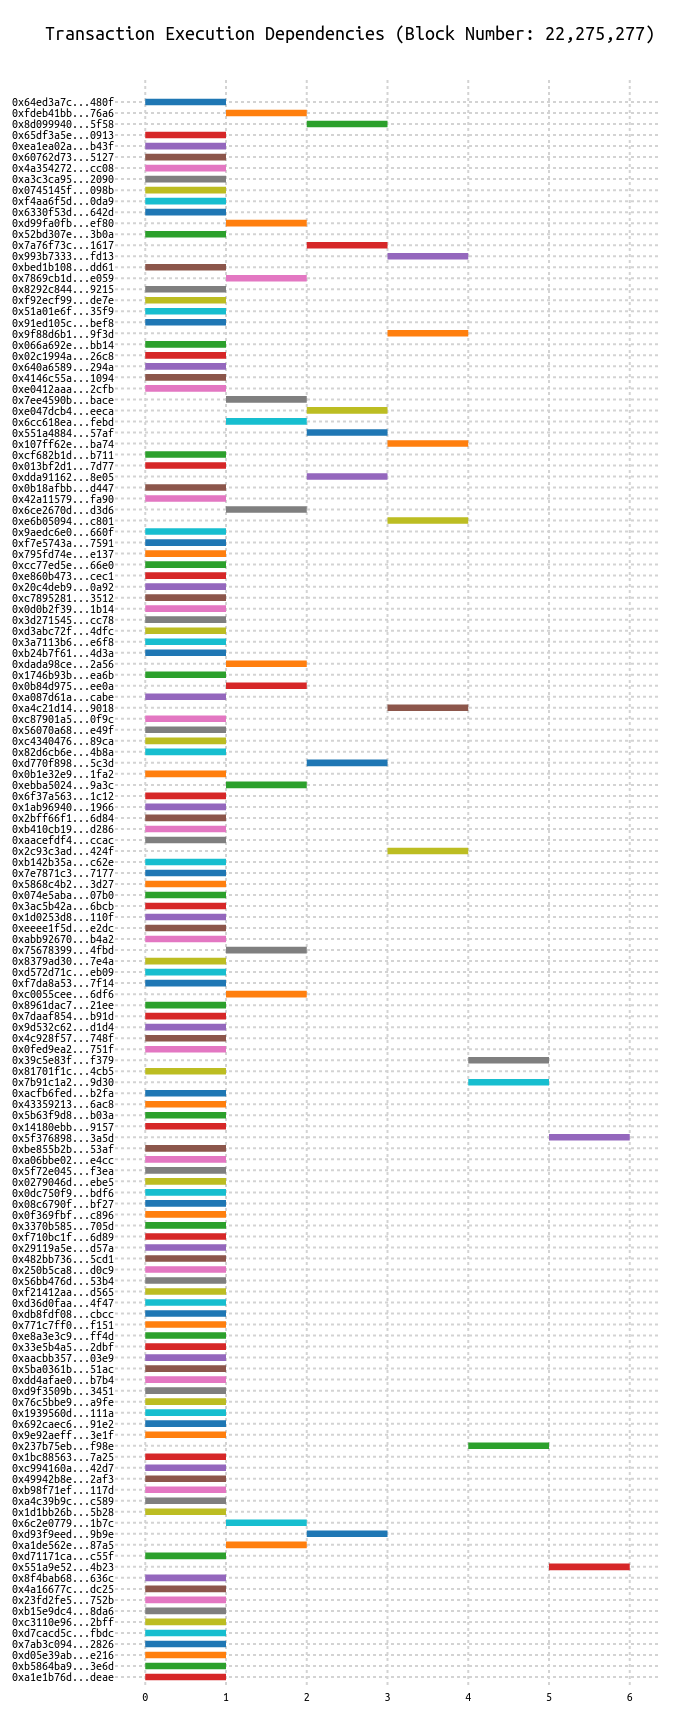 Transaction Execution Dependencies (Block Number: 22,275,277)
0x64ed3a7c...480f
0xfdeb41bb...76a6
0x8d099940...5f58
0x65df3a5e...0913
0xea1ea02a...b43f
0x60762d73...5127
0x4a354272...cc08
0xa3c3ca95...2090
0x0745145f...098b
0xf4aa6f5d...0da9
0x6330f53d...642d
0xd99fa0fb...ef80
0x52bd307e...3b0a
0x7a76f73c...1617
0x993b7333...fd13
0xbed1b108...dd61
0x7869cb1d...e059
0x8292c844...9215
0xf92ecf99...de7e
0x51a01e6f...35f9
0x91ed105c...bef8
0x9f88d6b1...9f3d
0x066a692e...bb14
0x02c1994a...26c8
0x640a6589...294a
0x4146c55a...1094
0xe0412aaa...2cfb
0x7ee4590b...bace
0xe047dcb4...eeca
0x6cc618ea...febd
0x551a4884...57af
0x107ff62e...ba74
0xcf682b1d...b711
0x013bf2d1...7d77
0xdda91162...8e05
0x0b18afbb...d447
0x42a11579...fa90
0x6ce2670d...d3d6
0xe6b05094...c801
0x9aedc6e0...660f
0xf7e5743a...7591
0x795fd74e...e137
0xcc77ed5e...66e0
0xe860b473...cec1
0x20c4deb9...0a92
0xc7895281...3512
0x0d0b2f39...1b14
0x3d271545...cc78
0xd3abc72f...4dfc
0x3a7113b6...e6f8
0xb24b7f61...4d3a
0xdada98ce...2a56
0x1746b93b...ea6b
0x0b84d975...ee0a
0xa087d61a...cabe
0xa4c21d14...9018
0xc87901a5...0f9c
0x56070a68...e49f
0xc4340476...89ca
0x82d6cb6e...4b8a
0xd770f898...5c3d
0x0b1e32e9...1fa2
0xebba5024...9a3c
0x6f37a563...1c12
0x1ab96940...1966
0x2bff66f1...6d84
0xb410cb19...d286
0xaacefdf4...ccac
0x2c93c3ad...424f
0xb142b35a...c62e
0x7e7871c3...7177
0x5868c4b2...3d27
0x074e5aba...07b0
0x3ac5b42a...6bcb
0x1d0253d8...110f
0xeeee1f5d...e2dc
0xabb92670...b4a2
0x75678399...4fbd
0x8379ad30...7e4a
0xd572d71c...eb09
0xf7da8a53...7f14
0xc0055cee...6df6
0x8961dac7...21ee
0x7daaf854...b91d
0x9d532c62...d1d4
0x4c928f57...748f
0x0fed9ea2...751f
0x39c5e83f...f379
0x81701f1c...4cb5
0x7b91c1a2...9d30
0xacfb6fed...b2fa
0x43359213...6ac8
0x5b63f9d8...b03a
0x14180ebb...9157
0x5f376898...3a5d
0xbe855b2b...53af
0xa06bbe02...e4cc
0x5f72e045...f3ea
0x0279046d...ebe5
0x0dc750f9...bdf6
0x08c6790f...bf27
0x0f369fbf...c896
0x3370b585...705d
0xf710bc1f...6d89
0x29119a5e...d57a
0x482bb736...5cd1
0x250b5ca8...d0c9
0x56bb476d...53b4
0xf21412aa...d565
0xd36d0faa...4f47
0xdb8fdf08...cbcc
0x771c7ff0...f151
0xe8a3e3c9...ff4d
0x33e5b4a5...2dbf
0xaacbb357...03e9
0x5ba0361b...51ac
0xdd4afae0...b7b4
0xd9f3509b...3451
0x76c5bbe9...a9fe
0x1939560d...111a
0x692caec6...91e2
0x9e92aeff...3e1f
0x237b75eb...f98e
0x1bc88563...7a25
0xc994160a...42d7
0x49942b8e...2af3
0xb98f71ef...117d
0xa4c39b9c...c589
0x1d1bb26b...5b28
0x6c2e0779...1b7c
0xd93f9eed...9b9e
0xa1de562e...87a5
0xd71171ca...c55f
0x551a9e52...4b23
0x8f4bab68...636c
0x4a16677c...dc25
0x23fd2fe5...752b
0xb15e9dc4...8da6
0xc3110e96...2bff
0xd7cacd5c...fbdc
0x7ab3c094...2826
0xd05e39ab...e216
0xb5864ba9...3e6d
0xa1e1b76d...deae
0 1 2 3 4 5 6